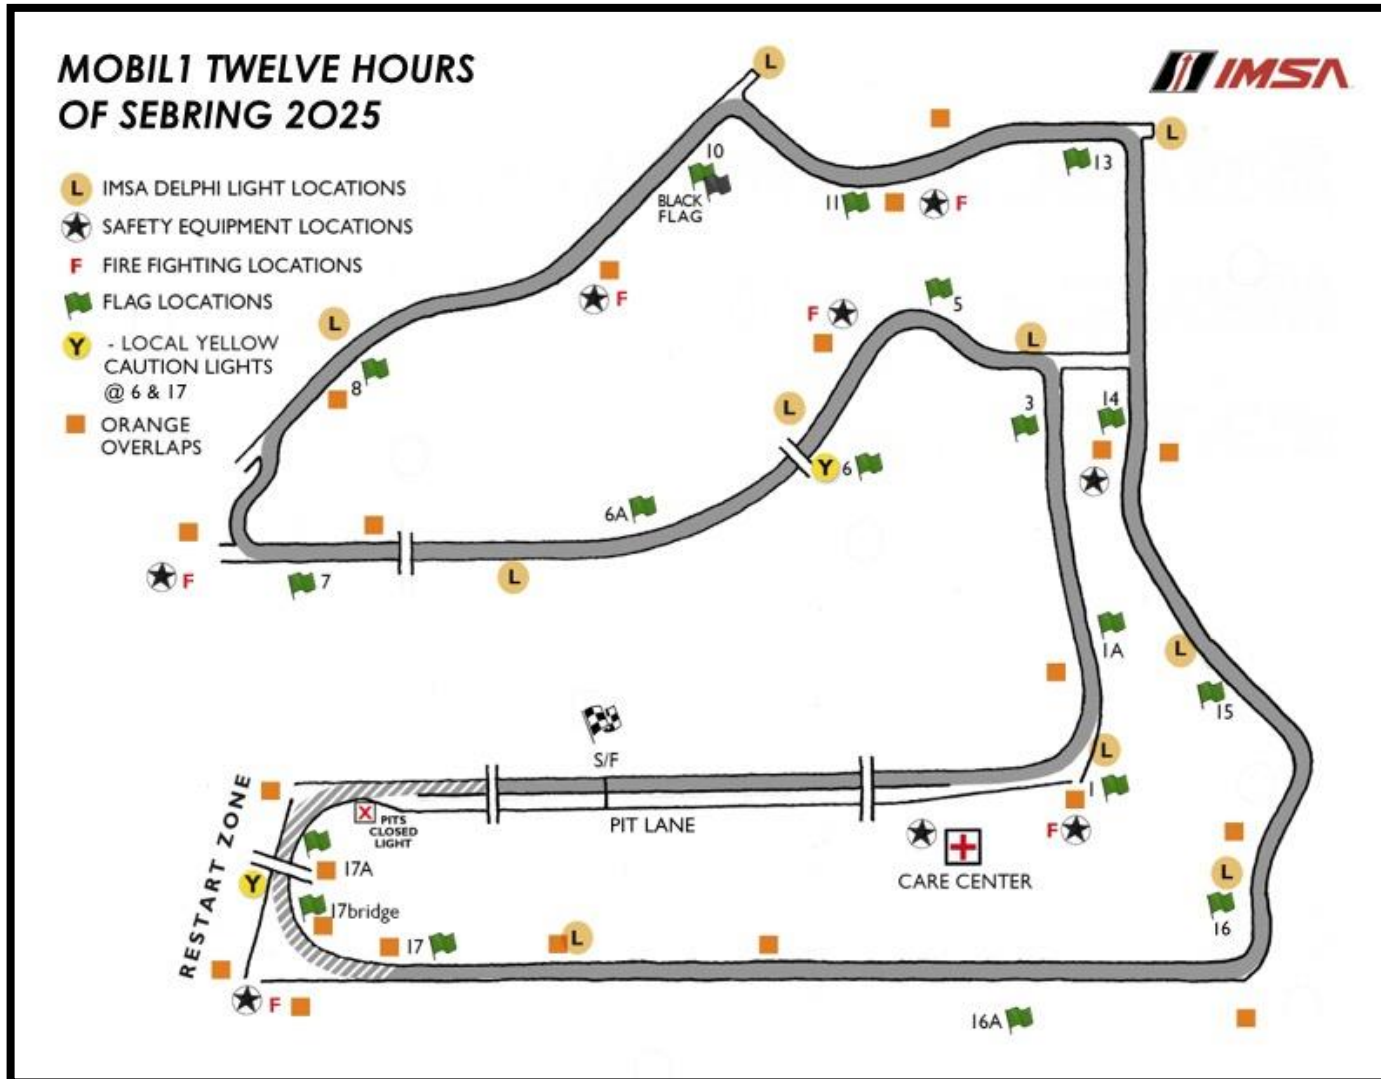 MOBIL1 TWELVE HOURS
OF SEBRING 2025
IMSA
L IMSA DELPHI LIGHT LOCATIONS
SAFETY EQUIPMENT LOCATIONS
F FIRE FIGHTING LOCATIONS
FLAG LOCATIONS
Y - LOCAL YELLOW
CAUTION LIGHTS
@ 6 & 17
ORANGE
OVERLAPS
L
L
10
BLACK
FLAG
13
11
F
F
L
8
5
F
L
L
3
14
Y 6
6A
F
7
L
1A
L
15
S/F
L
1
PIT LANE
X
PITS
CLOSED
LIGHT
F
CARE CENTER
RESTART ZONE
17A
Y
17bridge
L
16
17
L
F
16A